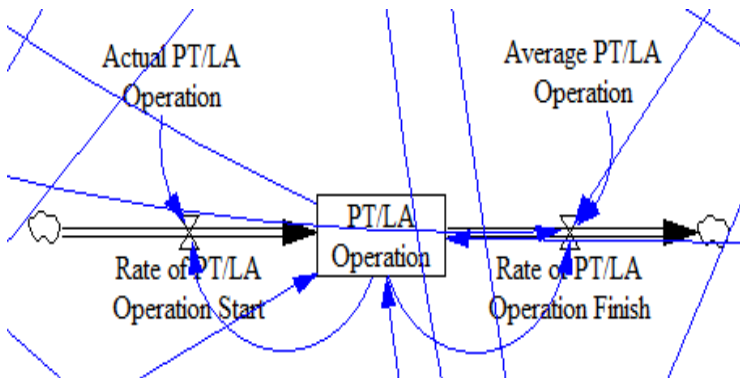 Actual PT/LA
Operation
Average PT/LA
Operation
PT/LA
Operation
Rate of PT/LA
Operation Start
Rate of PT/LA
Operation Finish